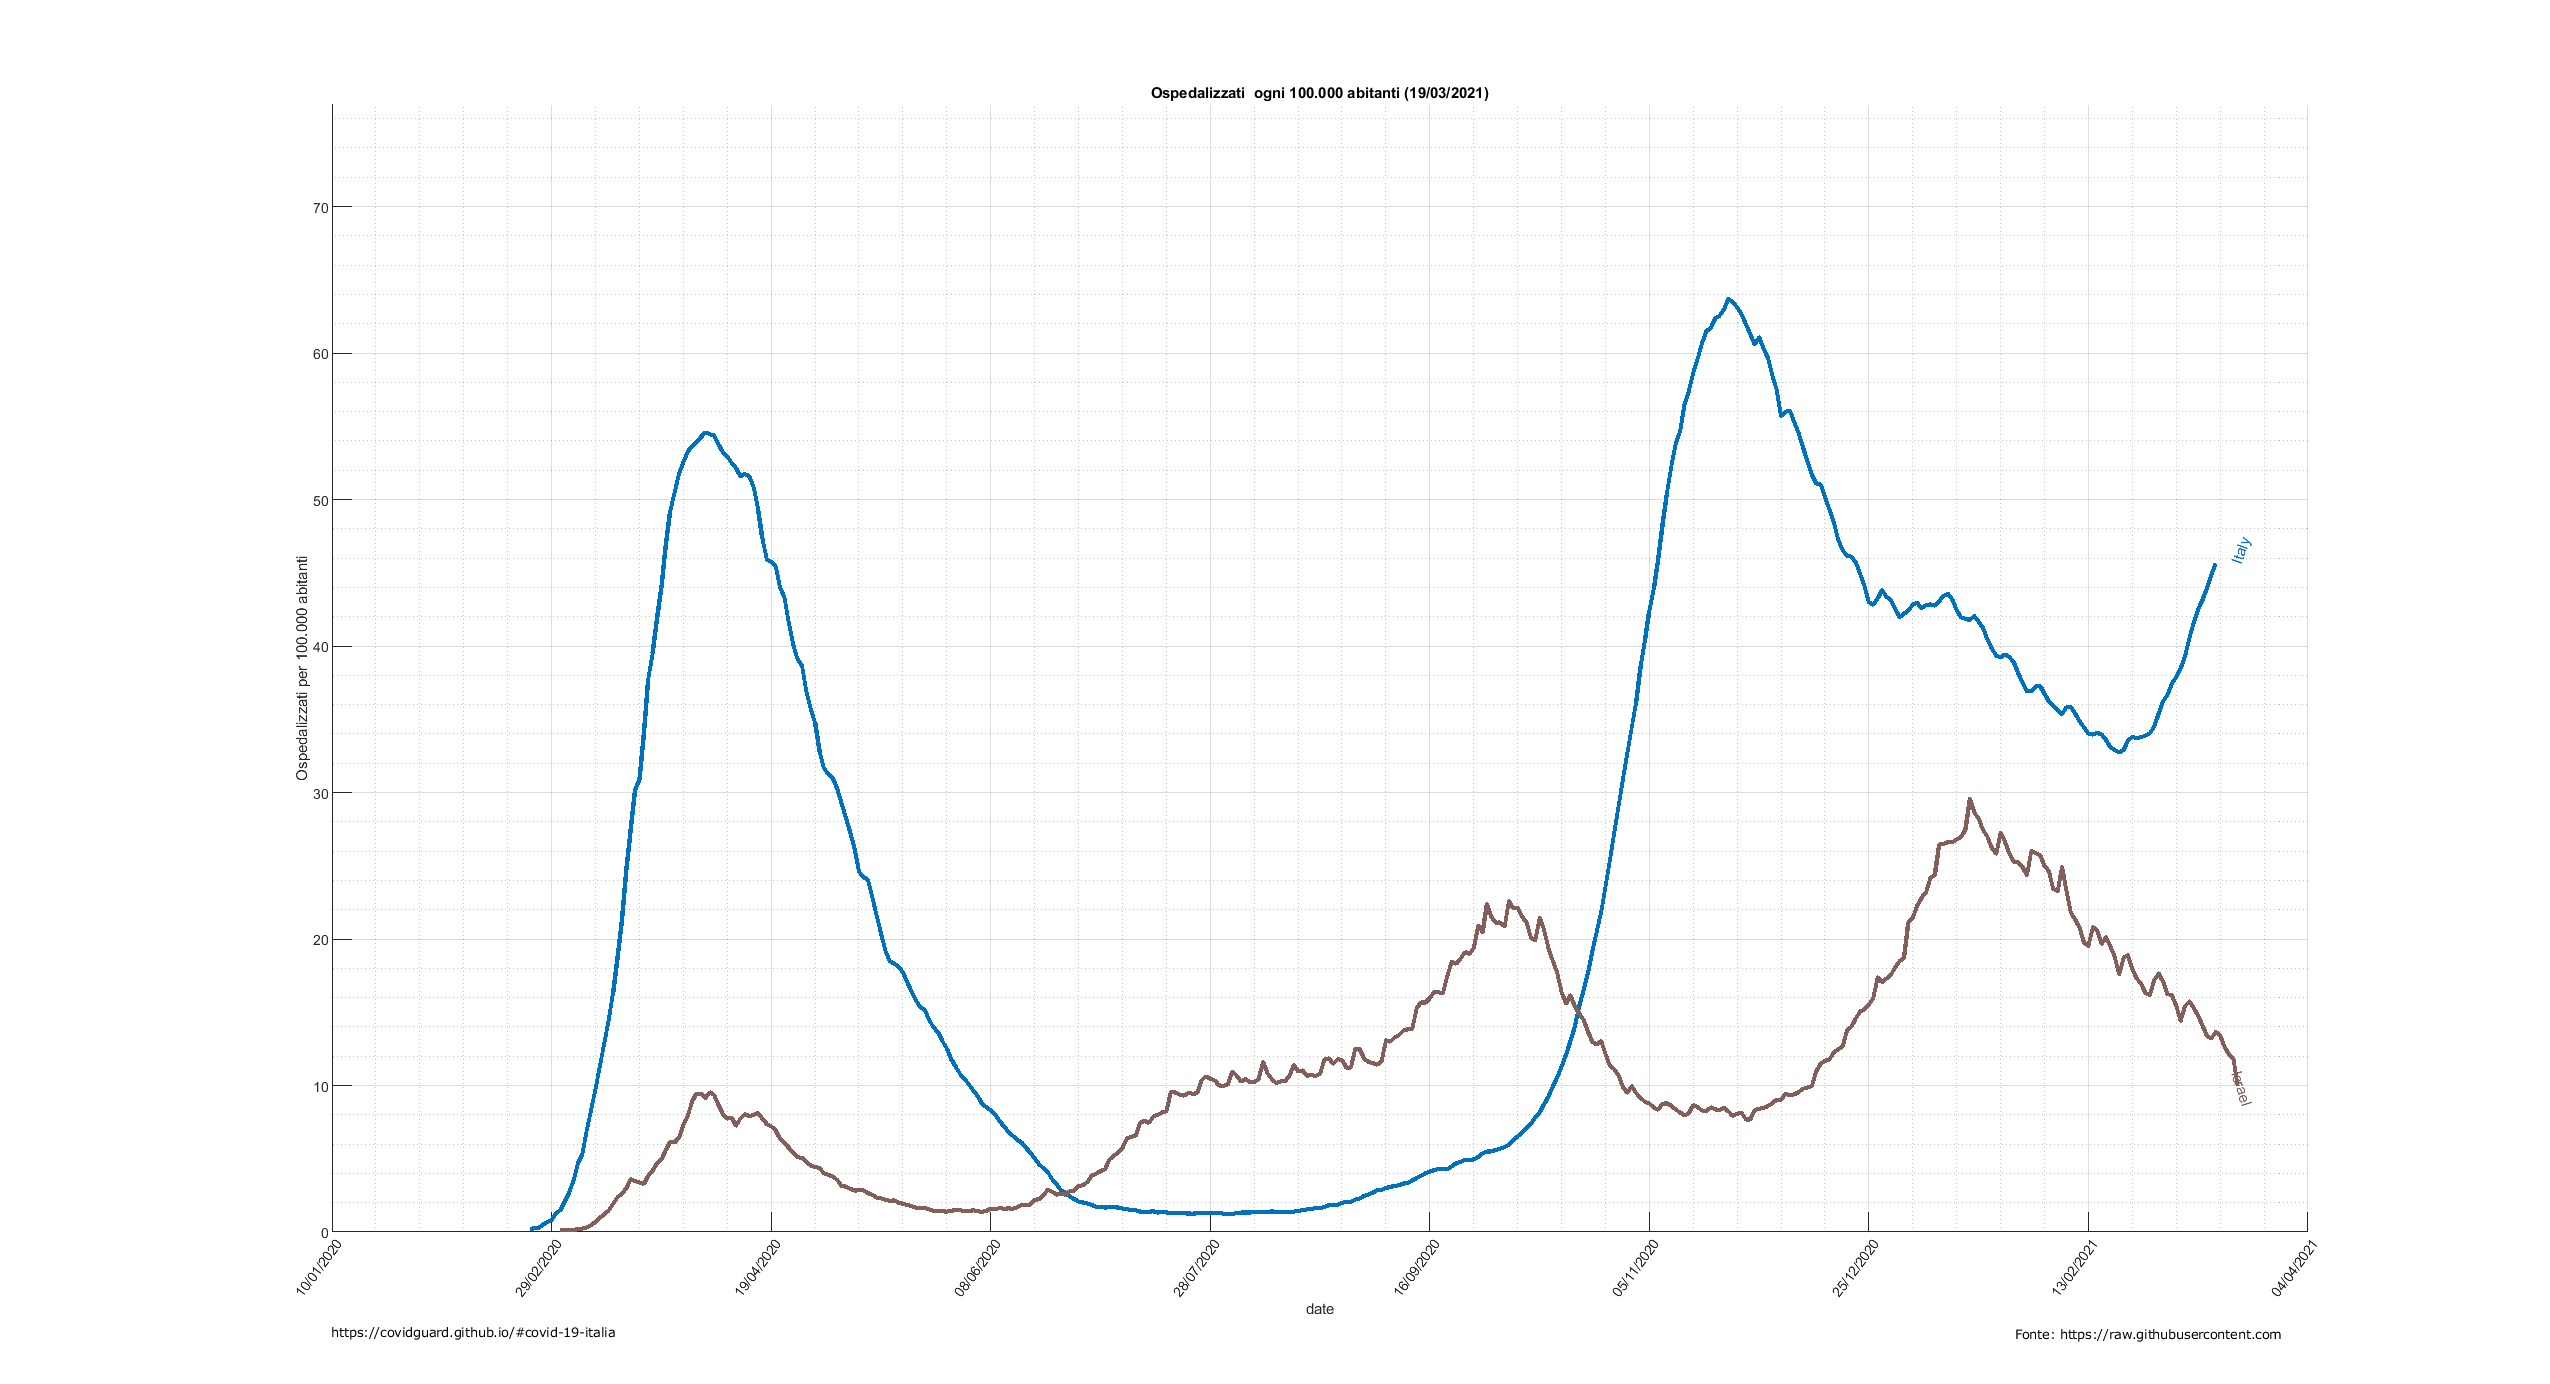 Ospedalizzati  ogni 100.000 abitanti (19/03/2021)
70
60
50
40
30
20
10
0
Ospedalizzati per 100.000 abitanti
Italy
Israel
10/01/2020
29/02/2020
19/04/2020
08/06/2020
28/07/2020
16/09/2020
05/11/2020
25/12/2020
13/02/2021
04/04/2021
date
https://covidguard.github.io/#covid-19-italia
Fonte: https://raw.githubusercontent.com